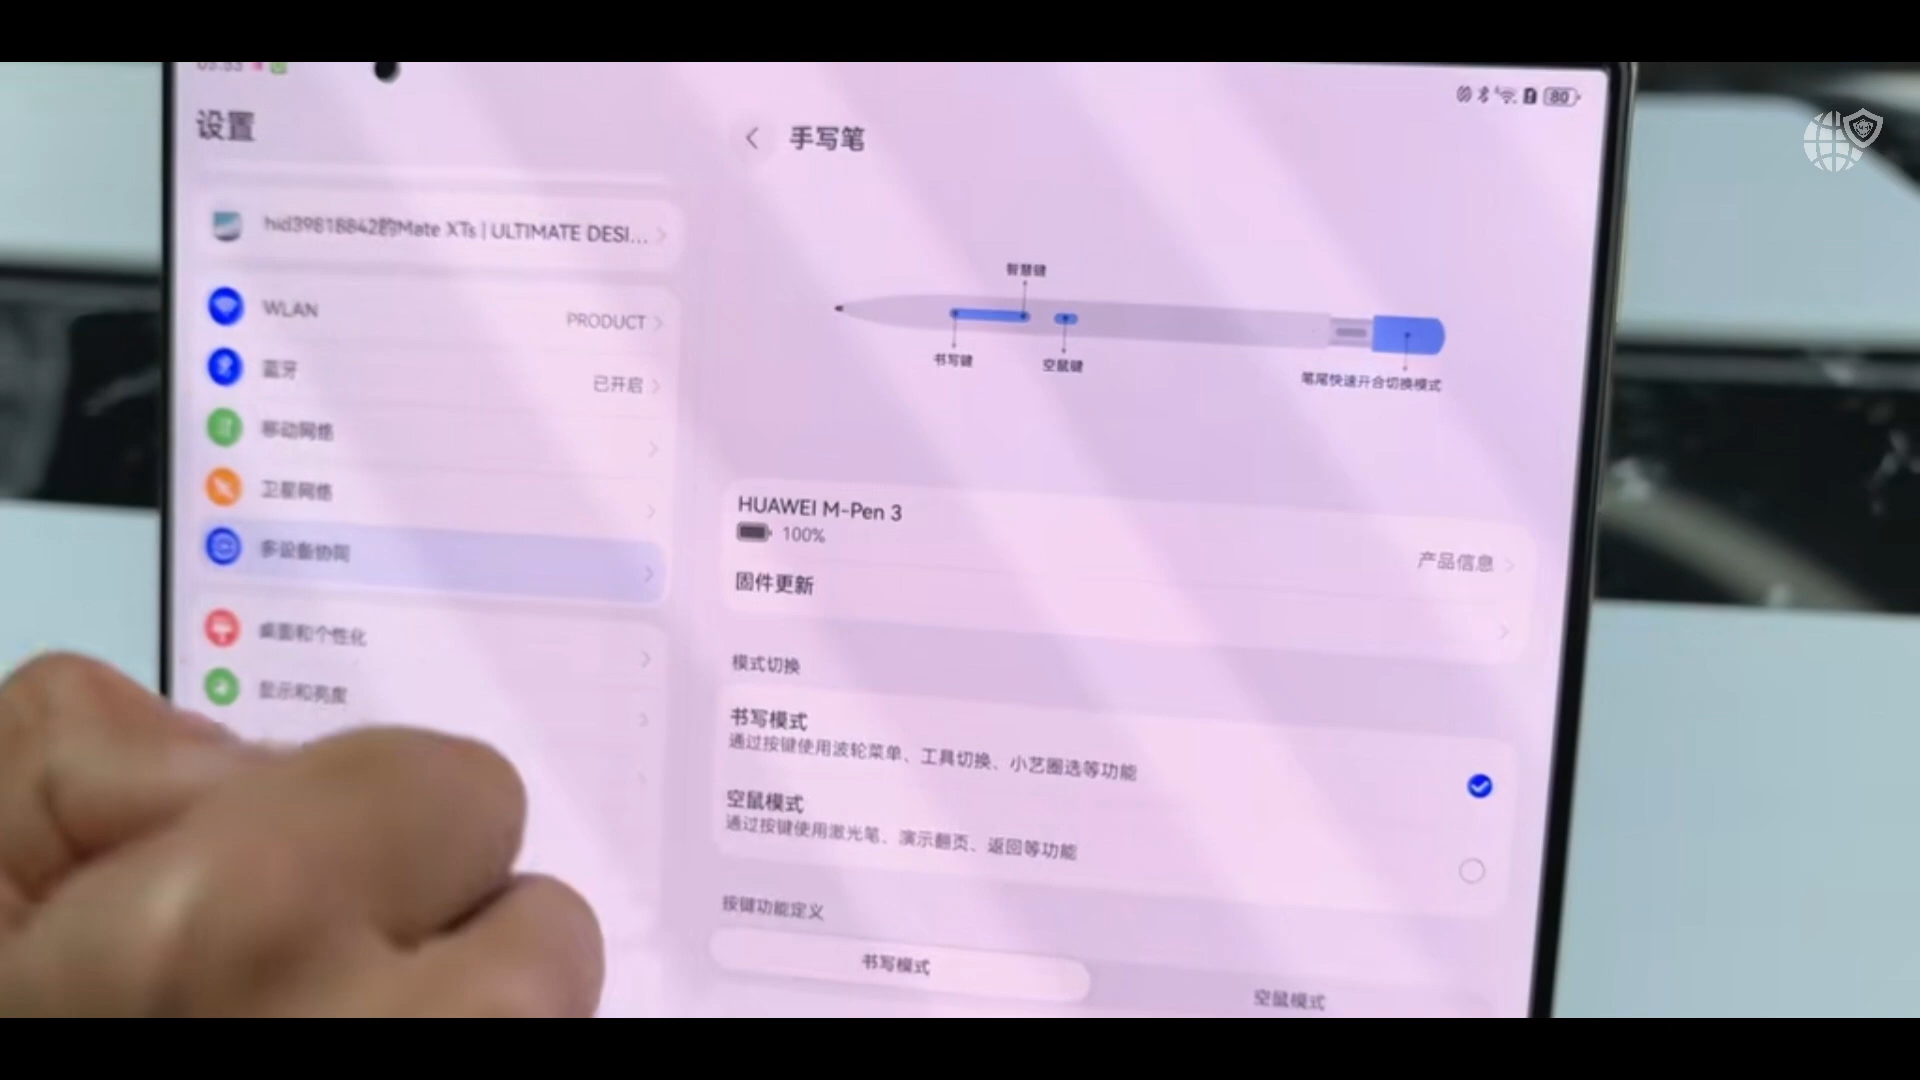 设置
hid39818842的Mate XTs | ULTIMATE DESI...
WLAN
PRODUCT
蓝牙
已开启
移动网络
卫星网络
多设备协同
桌面和个性化
显示和亮度
80
手写笔
智慧键
书写键
空鼠键
笔尾快速开合切换模式
HUAWEI M-Pen 3
100%
产品信息
固件更新
模式切换
书写模式
通过按键使用波轮菜单、工具切换、小艺圈选等功能
空鼠模式
通过按键使用激光笔、演示翻页、返回等功能
按键功能定义
书写模式
空鼠模式